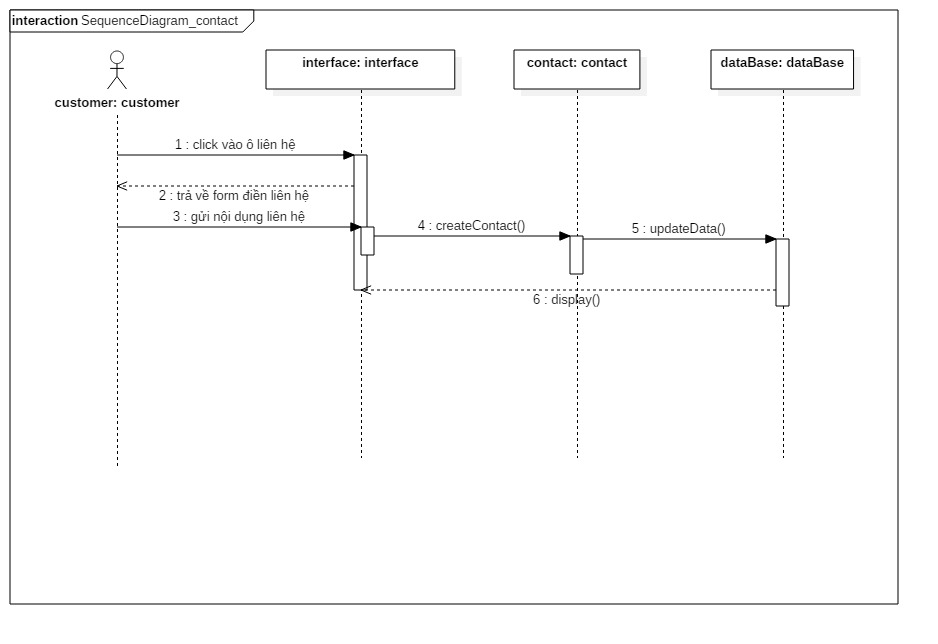 interaction SequenceDiagram_contact
interface: interface
contact: contact
dataBase: dataBase
customer: customer
1 : click vào ô liên hệ
2 : trả về form điền liên hệ
3 : gửi nội dụng liên hệ
4 : createContact()
5 : updateData()
6 : display()